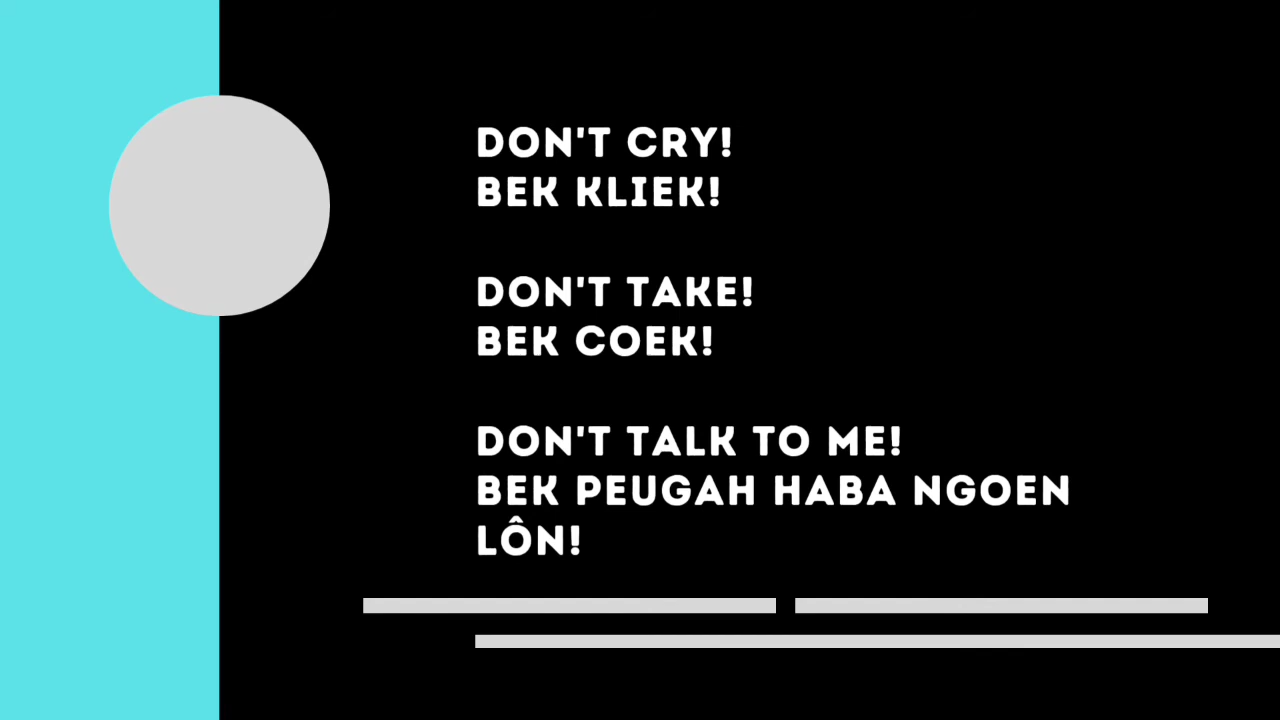 DON'T CRY!
BEK KLIEK!
DON'T TAKE!
BEK COEK!
DON'T TALK TO ME!
BEK PEUGAH HABA NGOEN
LÔN!